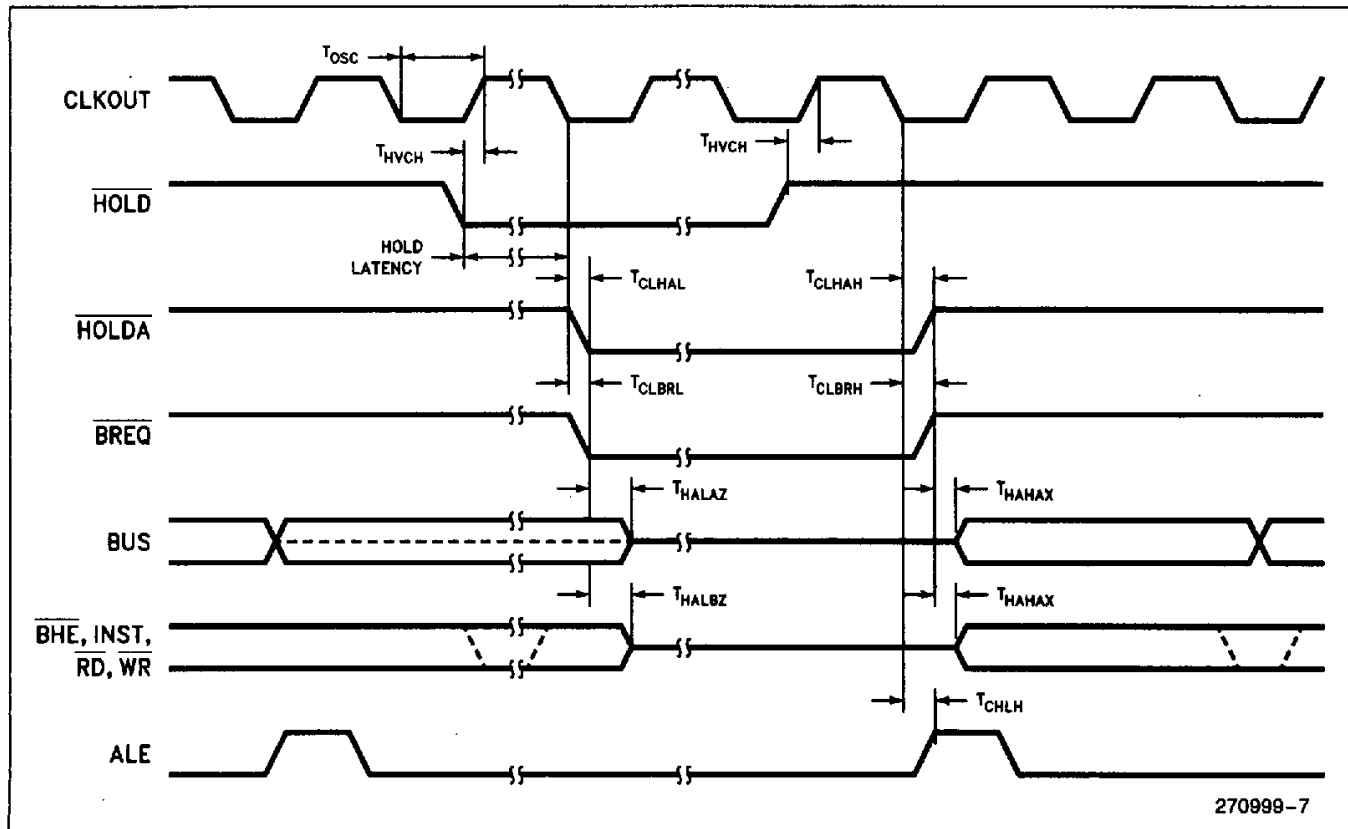 T_OSC
CLKOUT
T_HVCH
T_HVCH
HOLD
HOLD
LATENCY
T_CLHAL
T_CLHAH
HOLDA
T_CLBRL
T_CLBRH
BREQ
T_HALAZ
T_HAHAX
BUS
T_HALBZ
T_HAHAX
BHE, INST,
RD, WR
T_CHLH
ALE
270999-7